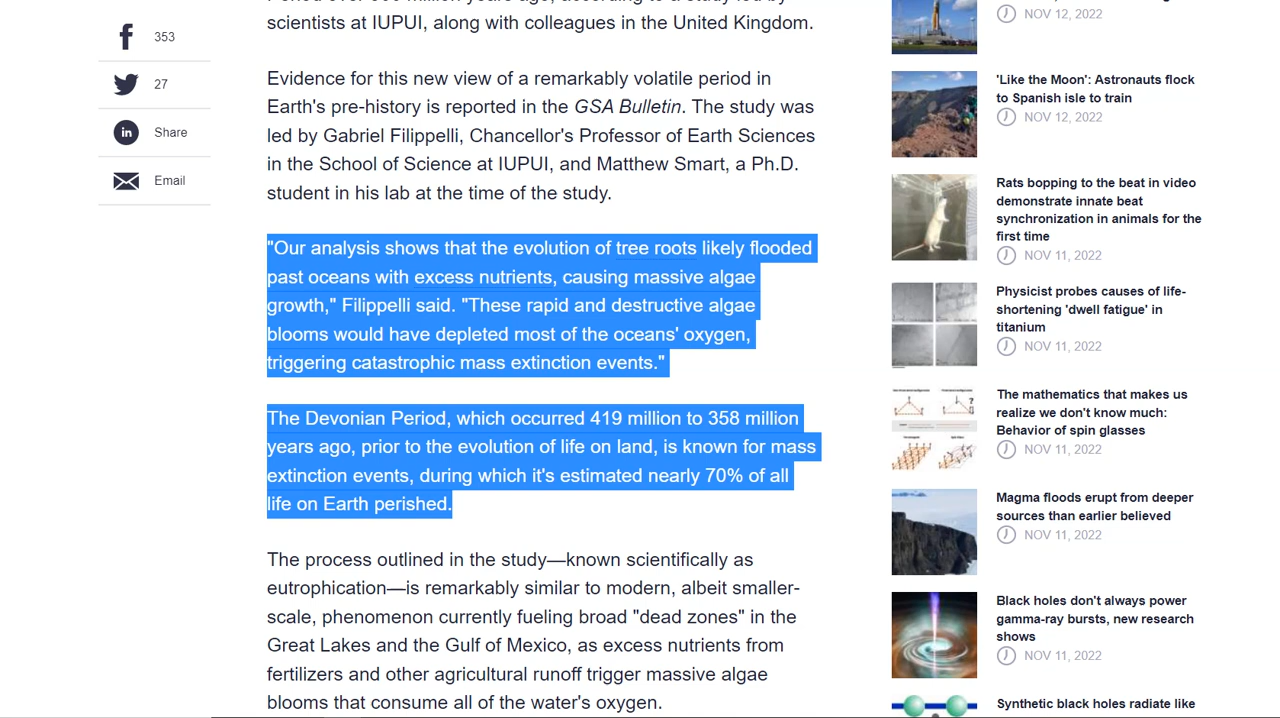 353
27
Share
Email
scientists at IUPUI, along with colleagues in the United Kingdom.
Evidence for this new view of a remarkably volatile period in
Earth's pre-history is reported in the GSA Bulletin. The study was
led by Gabriel Filippelli, Chancellor's Professor of Earth Sciences
in the School of Science at IUPUI, and Matthew Smart, a Ph.D.
student in his lab at the time of the study.
"Our analysis shows that the evolution of tree roots likely flooded
past oceans with excess nutrients, causing massive algae
growth," Filippelli said. "These rapid and destructive algae
blooms would have depleted most of the oceans' oxygen,
triggering catastrophic mass extinction events."
The Devonian Period, which occurred 419 million to 358 million
years ago, prior to the evolution of life on land, is known for mass
extinction events, during which it's estimated nearly 70% of all
life on Earth perished.
The process outlined in the study—known scientifically as
eutrophication—is remarkably similar to modern, albeit smaller-
scale, phenomenon currently fueling broad "dead zones" in the
Great Lakes and the Gulf of Mexico, as excess nutrients from
fertilizers and other agricultural runoff trigger massive algae
blooms that consume all of the water's oxygen.
NOV 12, 2022
'Like the Moon': Astronauts flock
to Spanish isle to train
NOV 12, 2022
Rats bopping to the beat in video
demonstrate innate beat
synchronization in animals for the
first time
NOV 11, 2022
Physicist probes causes of life-
shortening 'dwell fatigue' in
titanium
NOV 11, 2022
The mathematics that makes us
realize we don't know much:
Behavior of spin glasses
NOV 11, 2022
Magma floods erupt from deeper
sources than earlier believed
NOV 11, 2022
Black holes don't always power
gamma-ray bursts, new research
shows
NOV 11, 2022
Synthetic black holes radiate like